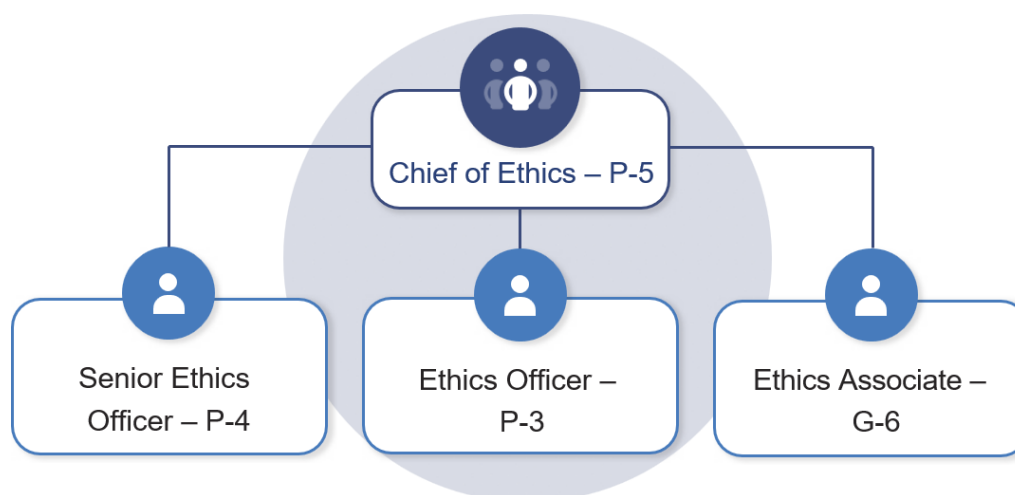 Chief of Ethics – P-5
Senior Ethics
Officer – P-4
Ethics Officer –
P-3
Ethics Associate –
G-6